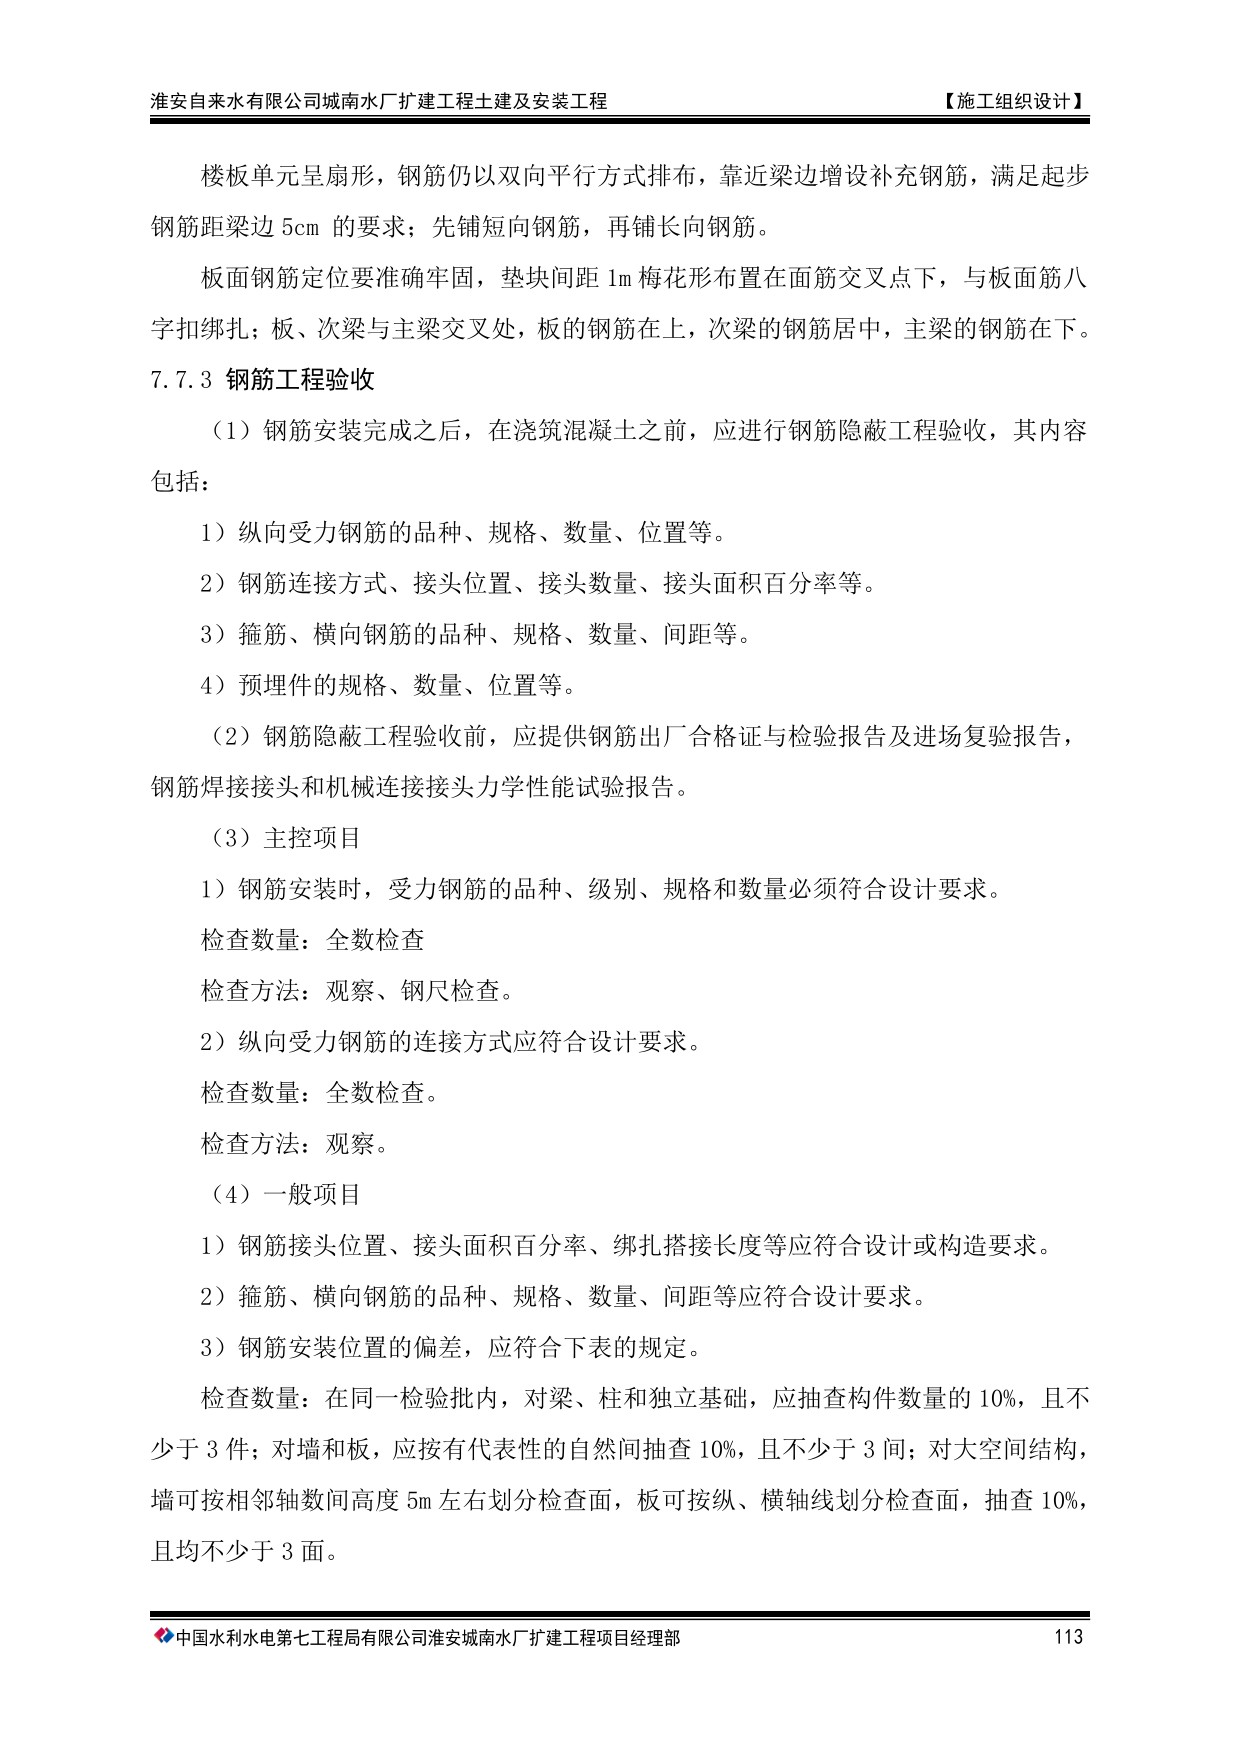 淮安自来水有限公司城南水厂扩建工程土建及安装工程 【施工组织设计】
楼板单元呈扇形，钢筋仍以双向平行方式排布，靠近梁边增设补充钢筋，满足起步
钢筋距梁边 5cm 的要求；先铺短向钢筋，再铺长向钢筋。
板面钢筋定位要准确牢固，垫块间距 1m 梅花形布置在面筋交叉点下，与板面筋八
字扣绑扎；板、次梁与主梁交叉处，板的钢筋在上，次梁的钢筋居中，主梁的钢筋在下。
7.7.3 钢筋工程验收
（1）钢筋安装完成之后，在浇筑混凝土之前，应进行钢筋隐蔽工程验收，其内容
包括：
1）纵向受力钢筋的品种、规格、数量、位置等。
2）钢筋连接方式、接头位置、接头数量、接头面积百分率等。
3）箍筋、横向钢筋的品种、规格、数量、间距等。
4）预埋件的规格、数量、位置等。
（2）钢筋隐蔽工程验收前，应提供钢筋出厂合格证与检验报告及进场复验报告，
钢筋焊接接头和机械连接接头力学性能试验报告。
（3）主控项目
1）钢筋安装时，受力钢筋的品种、级别、规格和数量必须符合设计要求。
检查数量：全数检查
检查方法：观察、钢尺检查。
2）纵向受力钢筋的连接方式应符合设计要求。
检查数量：全数检查。
检查方法：观察。
（4）一般项目
1）钢筋接头位置、接头面积百分率、绑扎搭接长度等应符合设计或构造要求。
2）箍筋、横向钢筋的品种、规格、数量、间距等应符合设计要求。
3）钢筋安装位置的偏差，应符合下表的规定。
检查数量：在同一检验批内，对梁、柱和独立基础，应抽查构件数量的 10%，且不
少于 3 件；对墙和板，应按有代表性的自然间抽查 10%，且不少于 3 间；对大空间结构，
墙可按相邻轴数间高度 5m 左右划分检查面，板可按纵、横轴线划分检查面，抽查 10%，
且均不少于 3 面。
中国水利水电第七工程局有限公司淮安城南水厂扩建工程项目经理部 113